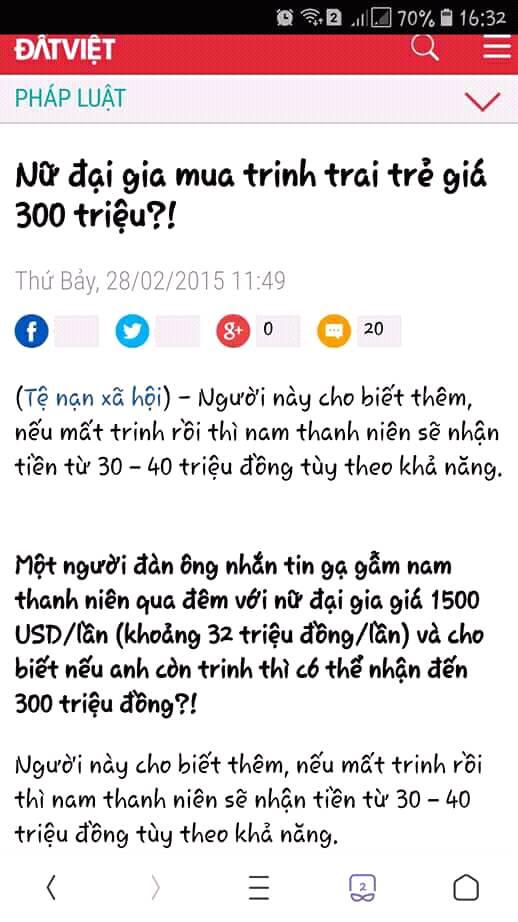 70% 16:32
ĐẤTVIỆT
PHÁP LUẬT
Nữ đại gia mua trinh trai trẻ giá
300 triệu?!
Thứ Bảy, 28/02/2015 11:49
0 20
(Tệ nạn xã hội) – Người này cho biết thêm,
nếu mất trinh rồi thì nam thanh niên sẽ nhận
tiền từ 30 – 40 triệu đồng tùy theo khả năng.
Một người đàn ông nhắn tin gạ gẫm nam
thanh niên qua đêm với nữ đại gia giá 1500
USD/lần (khoảng 32 triệu đồng/lần) và cho
biết nếu anh còn trinh thì có thể nhận đến
300 triệu đồng?!
Người này cho biết thêm, nếu mất trinh rồi
thì nam thanh niên sẽ nhận tiền từ 30 – 40
triệu đồng tùy theo khả năng.
2